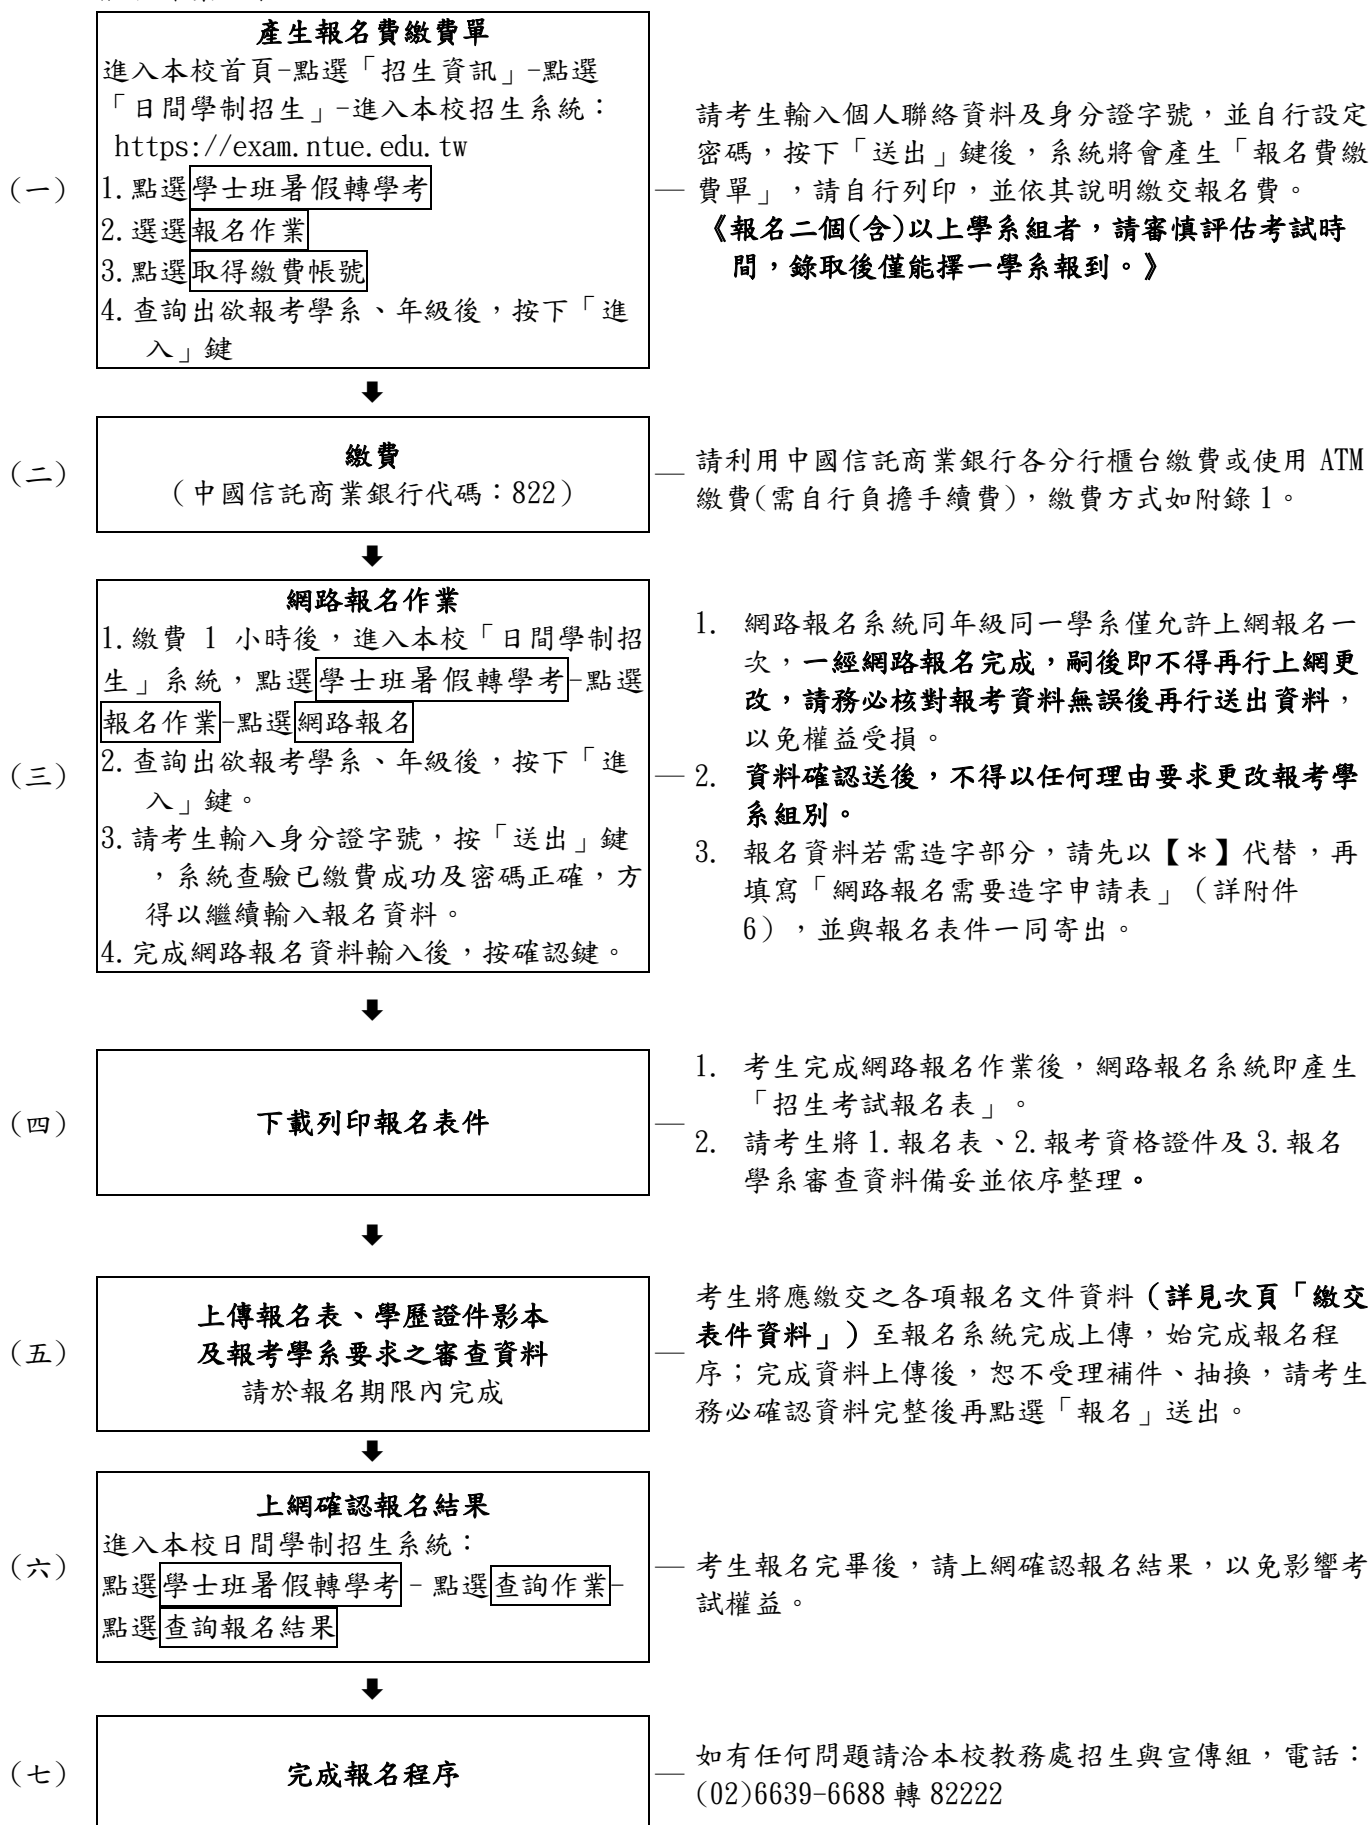 產生報名費繳費單
進入本校首頁-點選「招生資訊」-點選
「日間學制招生」-進入本校招生系統：
https://exam.ntue.edu.tw
(一)
1.點選學士班暑假轉學考
2.選選報名作業
3.點選取得繳費帳號
4.查詢出欲報考學系、年級後，按下「進
入」鍵
請考生輸入個人聯絡資料及身分證字號，並自行設定
密碼，按下「送出」鍵後，系統將會產生「報名費繳
費單」，請自行列印，並依其說明繳交報名費。
《報名二個(含)以上學系組者，請審慎評估考試時
間，錄取後僅能擇一學系報到。》
(二)
繳費
（中國信託商業銀行代碼：822）
請利用中國信託商業銀行各分行櫃台繳費或使用 ATM
繳費(需自行負擔手續費)，繳費方式如附錄 1。
網路報名作業
1.繳費 1 小時後，進入本校「日間學制招
生」系統，點選學士班暑假轉學考-點選
報名作業-點選網路報名
(三)
2.查詢出欲報考學系、年級後，按下「進
入」鍵。
3.請考生輸入身分證字號，按「送出」鍵
，系統查驗已繳費成功及密碼正確，方
得以繼續輸入報名資料。
4.完成網路報名資料輸入後，按確認鍵。
1. 網路報名系統同年級同一學系僅允許上網報名一
次，一經網路報名完成，嗣後即不得再行上網更
改，請務必核對報考資料無誤後再行送出資料，
以免權益受損。
2. 資料確認送後，不得以任何理由要求更改報考學
系組別。
3. 報名資料若需造字部分，請先以【＊】代替，再
填寫「網路報名需要造字申請表」（詳附件
6），並與報名表件一同寄出。
(四)
下載列印報名表件
1. 考生完成網路報名作業後，網路報名系統即產生
「招生考試報名表」。
2. 請考生將 1.報名表、2.報考資格證件及 3.報名
學系審查資料備妥並依序整理。
(五)
上傳報名表、學歷證件影本
及報考學系要求之審查資料
請於報名期限內完成
考生將應繳交之各項報名文件資料（詳見次頁「繳交
表件資料」）至報名系統完成上傳，始完成報名程
序；完成資料上傳後，恕不受理補件、抽換，請考生
務必確認資料完整後再點選「報名」送出。
上網確認報名結果
進入本校日間學制招生系統：
(六)
點選學士班暑假轉學考 - 點選查詢作業-
點選查詢報名結果
考生報名完畢後，請上網確認報名結果，以免影響考
試權益。
(七)
完成報名程序
如有任何問題請洽本校教務處招生與宣傳組，電話：
(02)6639-6688 轉 82222